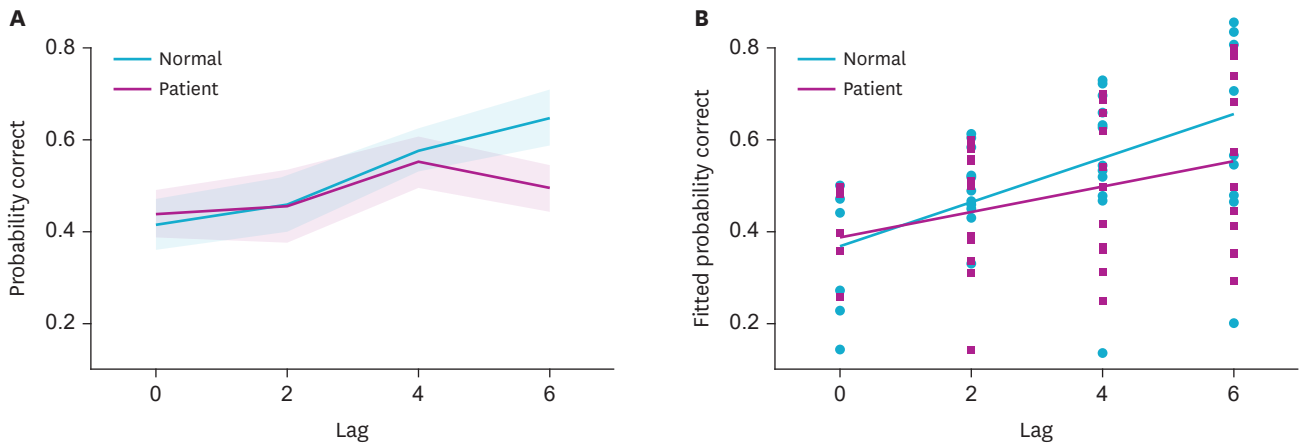 A
Probability correct
0.8
0.6
0.4
0.2
Normal
Patient
0
2
4
6
Lag
B
Fitted probability correct
0.8
0.6
0.4
0.2
Normal
Patient
0
2
4
6
Lag